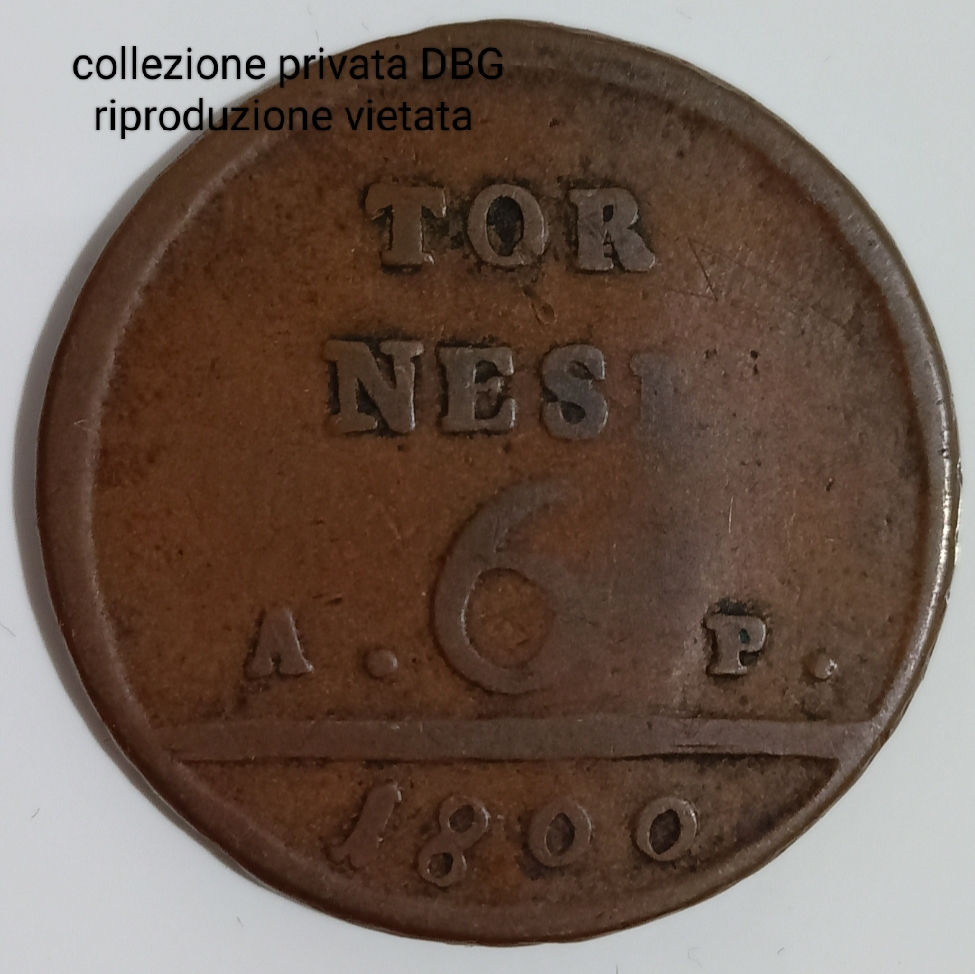 collezione privata DBG
riproduzione vietata
TOR
NESI
6
A . P .
1800